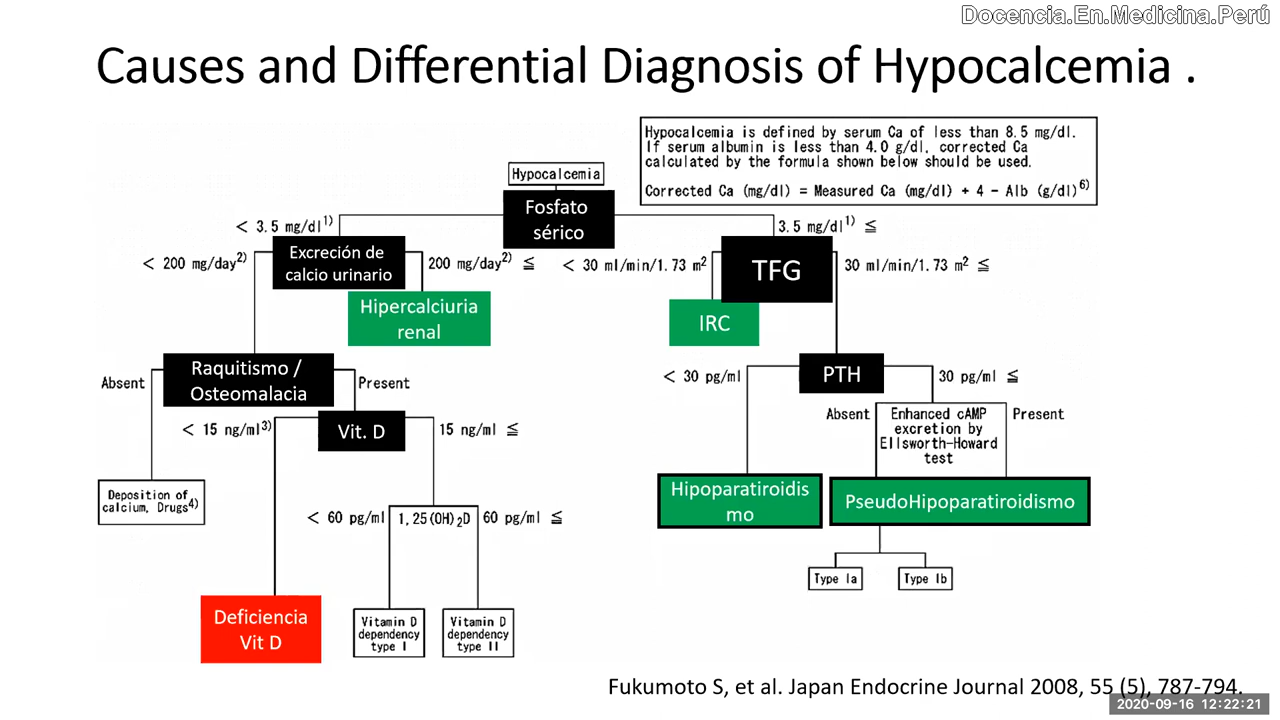 Docencia.En.Medicina.Perú
Causes and Differential Diagnosis of Hypocalcemia .
Hypocalcemia is defined by serum Ca of less than 8.5 mg/dl.
If serum albumin is less than 4.0 g/dl, corrected Ca
calculated by the formula shown below should be used.
Corrected Ca (mg/dl) = Measured Ca (mg/dl) + 4 - Alb (g/dl)6)
Hypocalcemia
Fosfato
sérico
< 3.5 mg/dl1)
3.5 mg/dl1) ≦
Excreción de
calcio urinario
< 200 mg/day2)
200 mg/day2) ≦
Hipercalciuria
renal
TFG
< 30 ml/min/1.73 m2
30 ml/min/1.73 m2 ≦
IRC
Raquitismo /
Osteomalacia
Absent
Present
PTH
< 30 pg/ml
30 pg/ml ≦
Vit. D
< 15 ng/ml3)
15 ng/ml ≦
Absent
Enhanced cAMP
excretion by
Ellsworth-Howard
test
Present
Deposition of
calcium, Drugs4)
Hipoparatiroidis
mo
PseudoHipoparatiroidismo
< 60 pg/ml
1,25(OH)2D
60 pg/ml ≦
Type Ia
Type Ib
Deficiencia
Vit D
Vitamin D
dependency
type I
Vitamin D
dependency
type II
Fukumoto S, et al. Japan Endocrine Journal 2008, 55 (5), 787-794.
2020-09-16 12:22:21